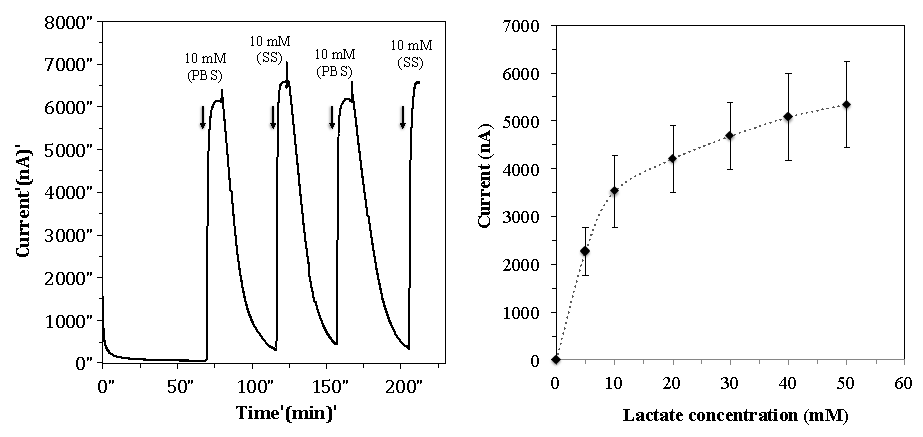 8000"
7000"
6000"
5000"
4000"
3000"
2000"
1000"
0"
10 mM
(PBS)
10 mM
(SS)
10 mM
(PBS)
10 mM
(SS)
0"
50"
100"
150"
200"
Current'(nA)'
Time'(min)'
7000
6000
5000
4000
3000
2000
1000
0
0
10
20
30
40
50
60
Current (nA)
Lactate concentration (mM)